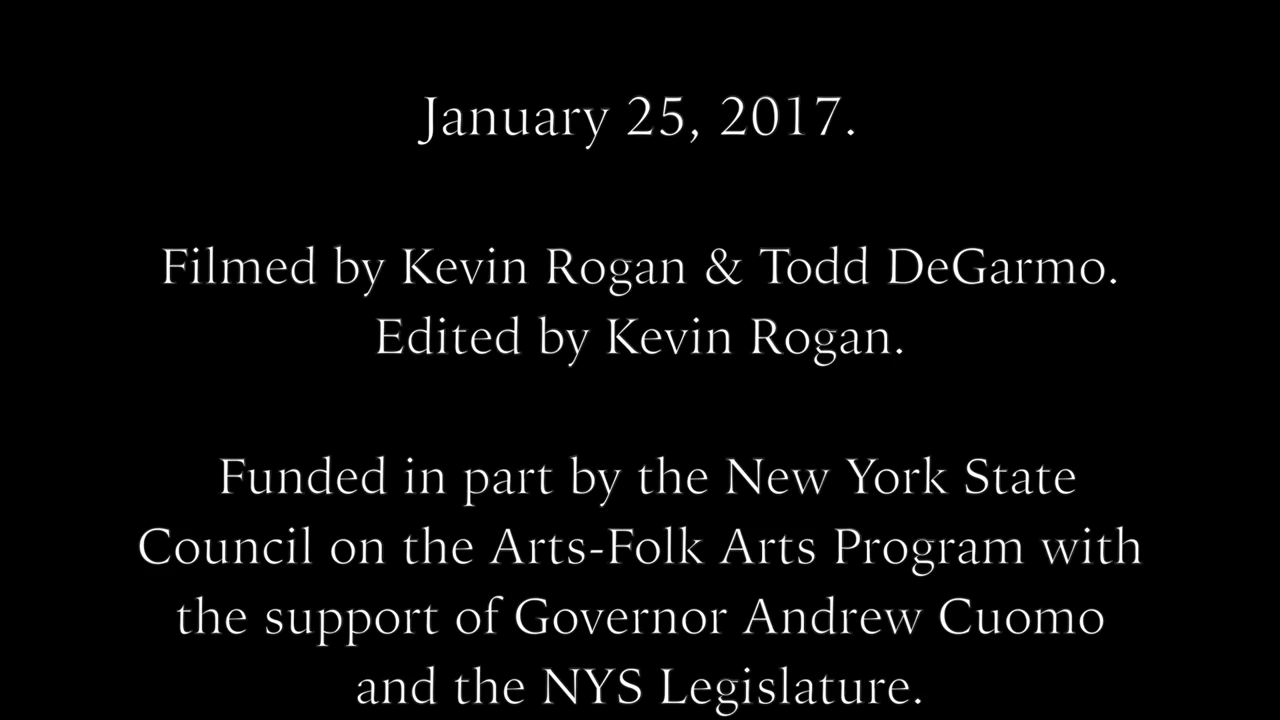 January 25, 2017.
Filmed by Kevin Rogan & Todd DeGarmo.
Edited by Kevin Rogan.
Funded in part by the New York State
Council on the Arts-Folk Arts Program with
the support of Governor Andrew Cuomo
and the NYS Legislature.